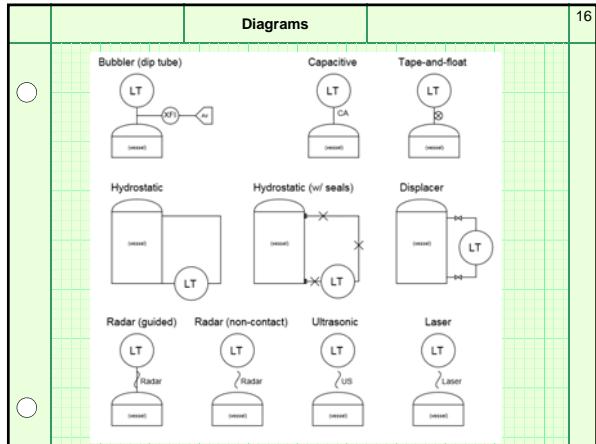 Diagrams
16
Bubbler (dip tube) Capacitive Tape-and-float
LT LT LT
XFI
CA
(vessel) (vessel) (vessel)
Hydrostatic Hydrostatic (w/ seals) Displacer
(vessel) (vessel) (vessel)
LT LT LT
Radar (guided) Radar (non-contact) Ultrasonic Laser
LT LT LT LT
Radar Radar US Laser
(vessel) (vessel) (vessel) (vessel)